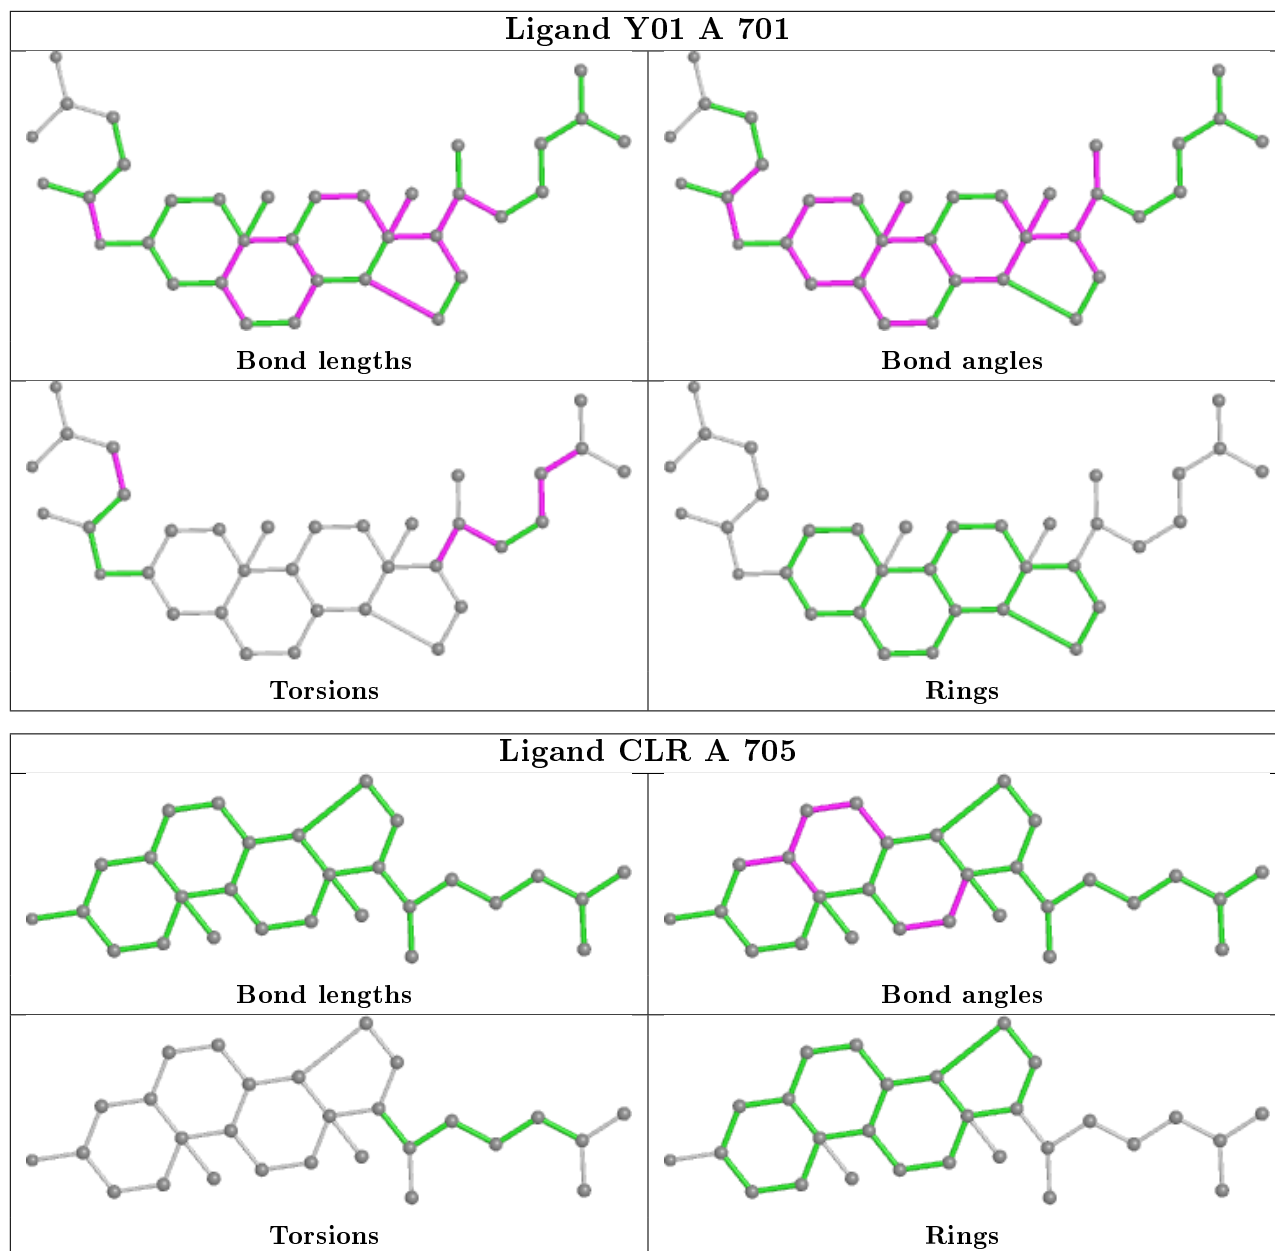 Ligand Y01 A 701
Bond lengths
Bond angles
Torsions
Rings
Ligand CLR A 705
Bond lengths
Bond angles
Torsions
Rings